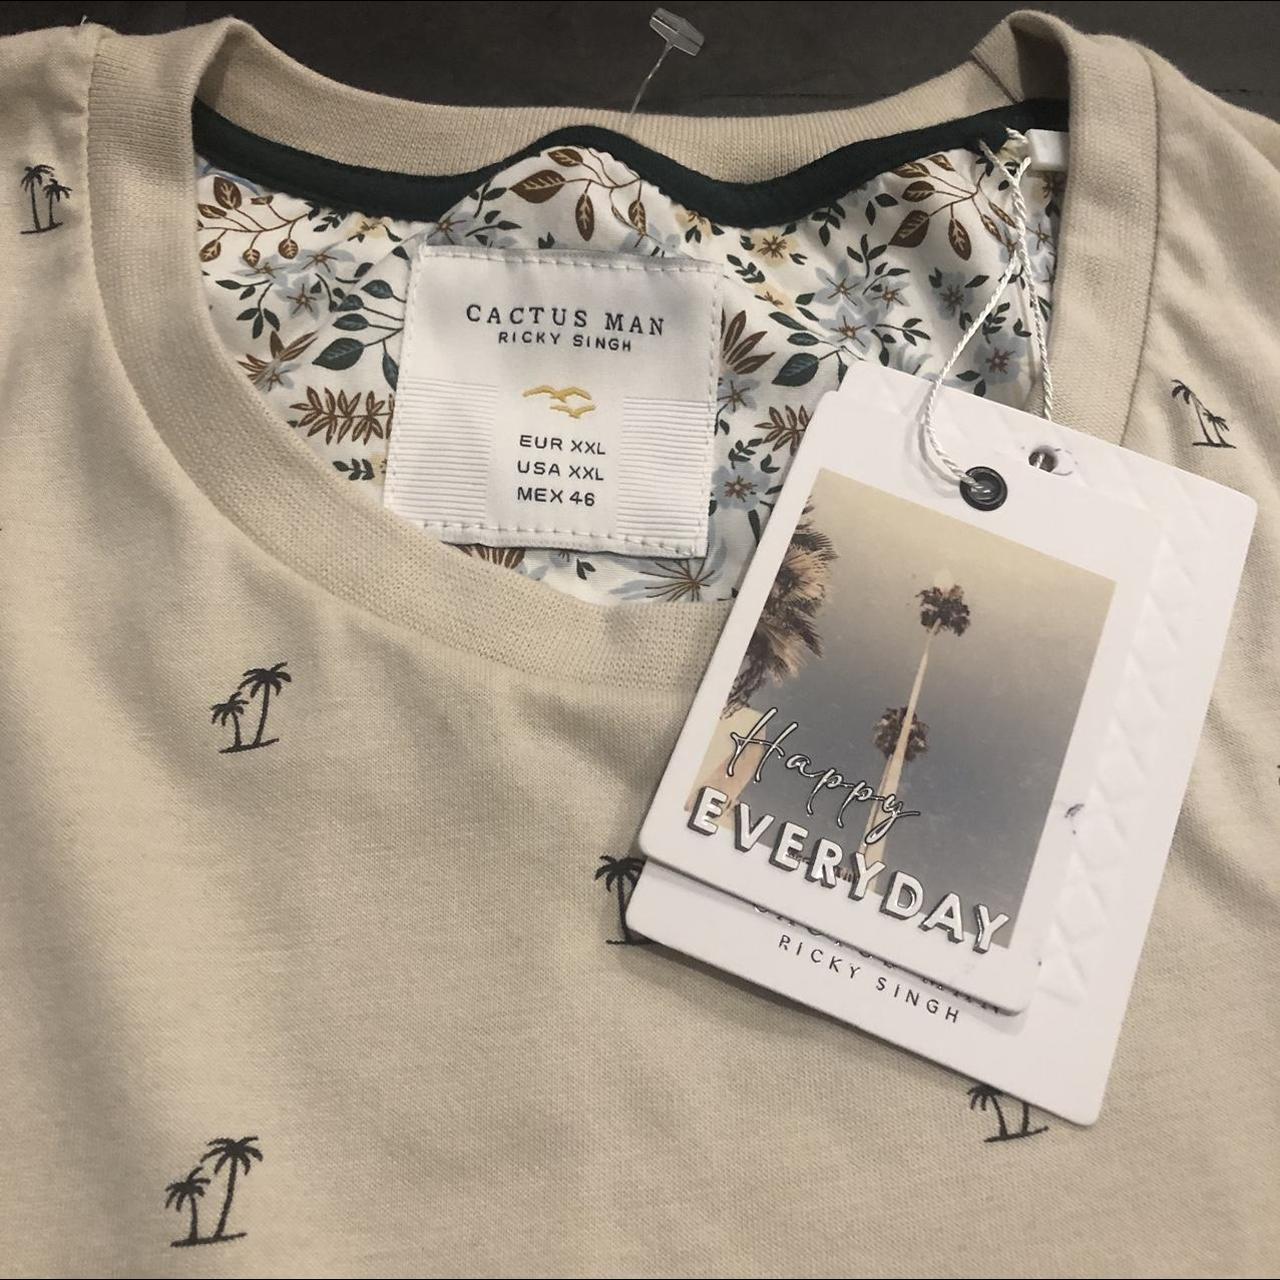 CACTUS MAN
RICKY SINGH
EUR XXL
USA XXL
MEX 46
Happy
EVERYDAY
RICKY SINGH